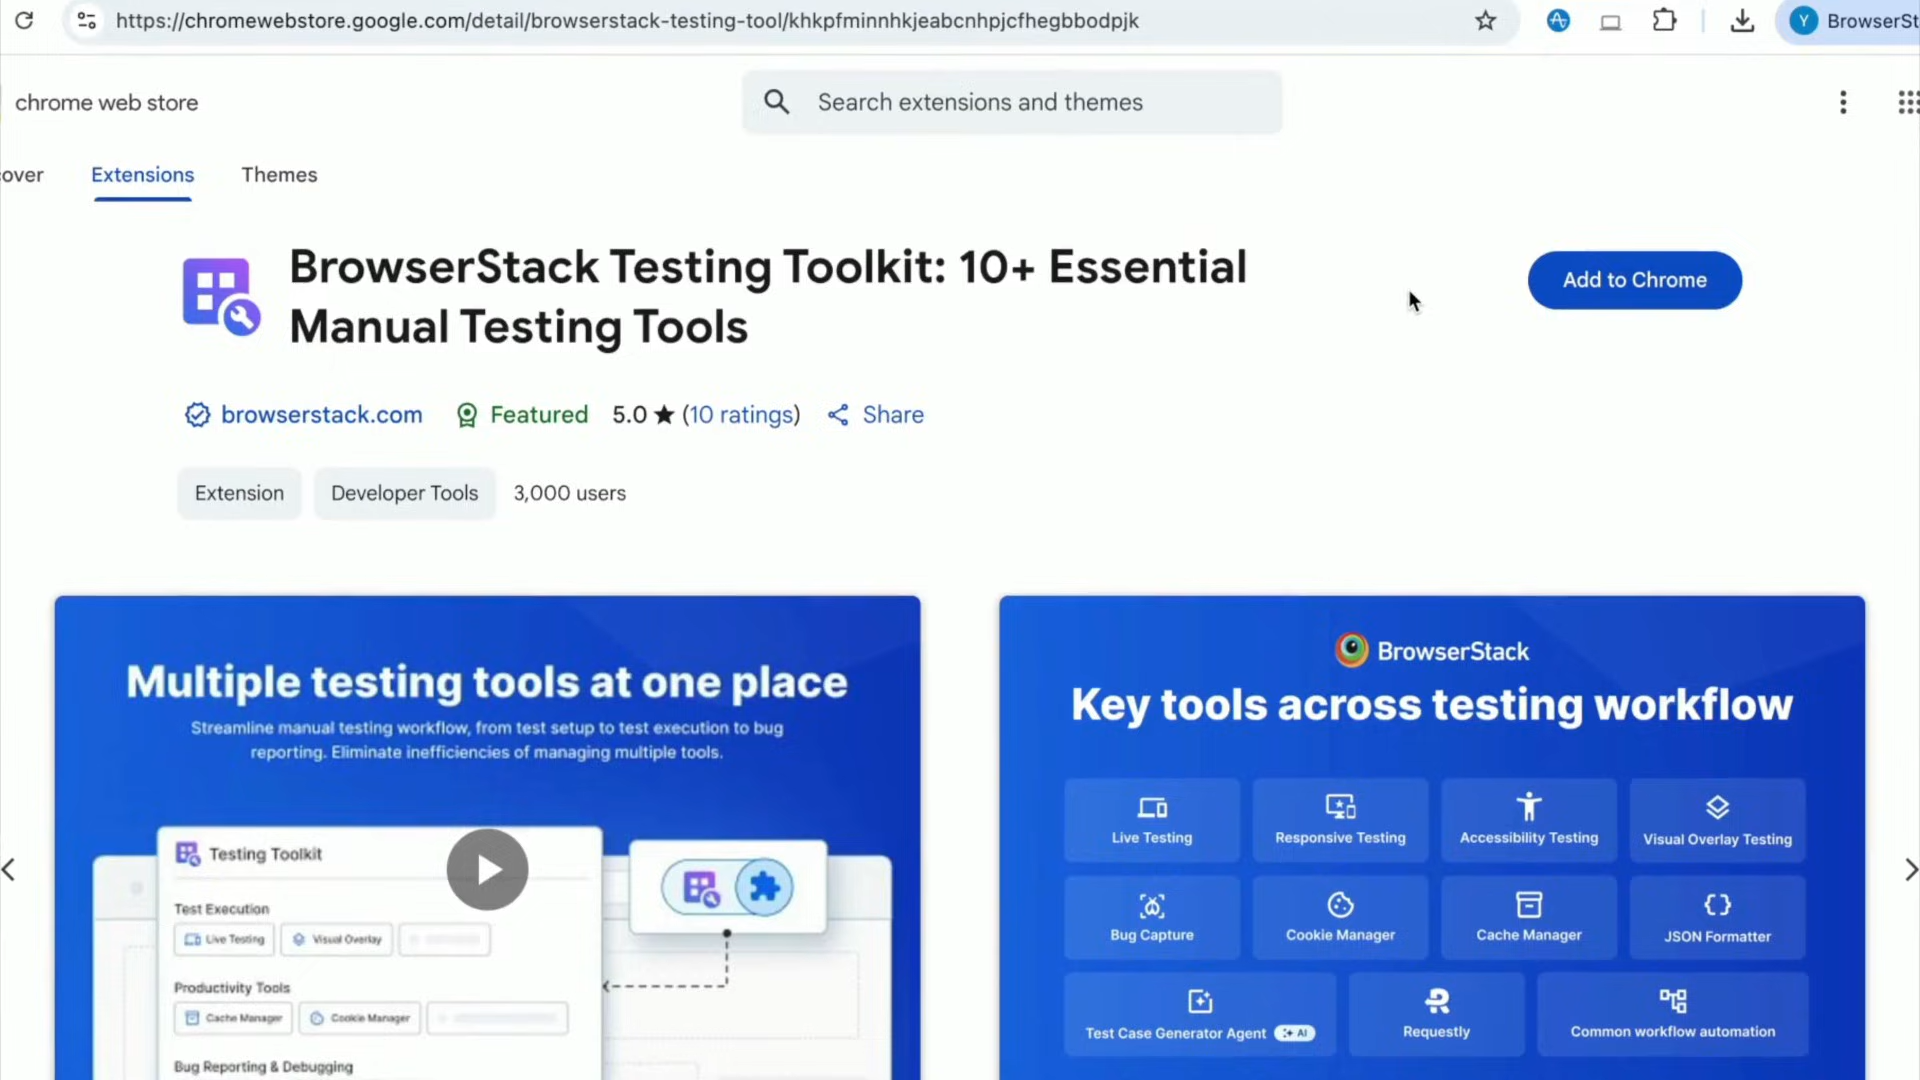 https://chromewebstore.google.com/detail/browserstack-testing-tool/khkpfminnhkjeabcnhpjcfhegbbodpjk
Y BrowserSt
chrome web store
Search extensions and themes
over
Extensions
Themes
BrowserStack Testing Toolkit: 10+ Essential
Manual Testing Tools
Add to Chrome
browserstack.com
Featured
5.0 ★ (10 ratings)
Share
Extension
Developer Tools
3,000 users
Multiple testing tools at one place
Streamline manual testing workflow, from test setup to test execution to bug
reporting. Eliminate inefficiencies of managing multiple tools.
Testing Toolkit
Test Execution
Live Testing
Visual Overlay
Productivity Tools
Cache Manager
Cookie Manager
Bug Reporting & Debugging
BrowserStack
Key tools across testing workflow
Live Testing
Responsive Testing
Accessibility Testing
Visual Overlay Testing
Bug Capture
Cookie Manager
Cache Manager
JSON Formatter
Test Case Generator Agent AI
Requestly
Common workflow automation